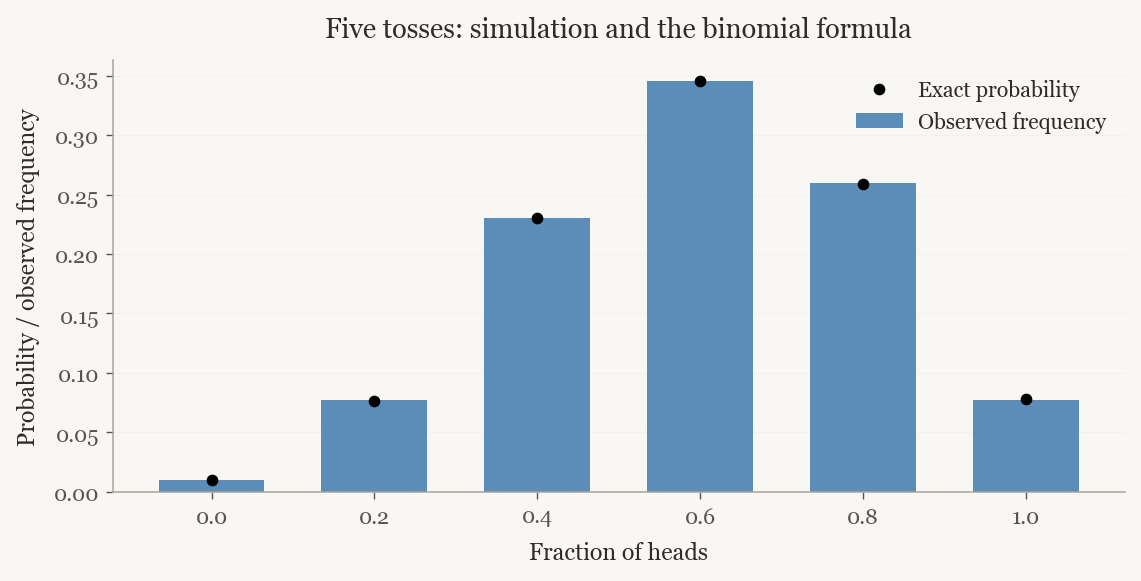 Five tosses: simulation and the binomial formula
Exact probability
Observed frequency
Probability / observed frequency
0.35
0.30
0.25
0.20
0.15
0.10
0.05
0.00
0.0 0.2 0.4 0.6 0.8 1.0
Fraction of heads